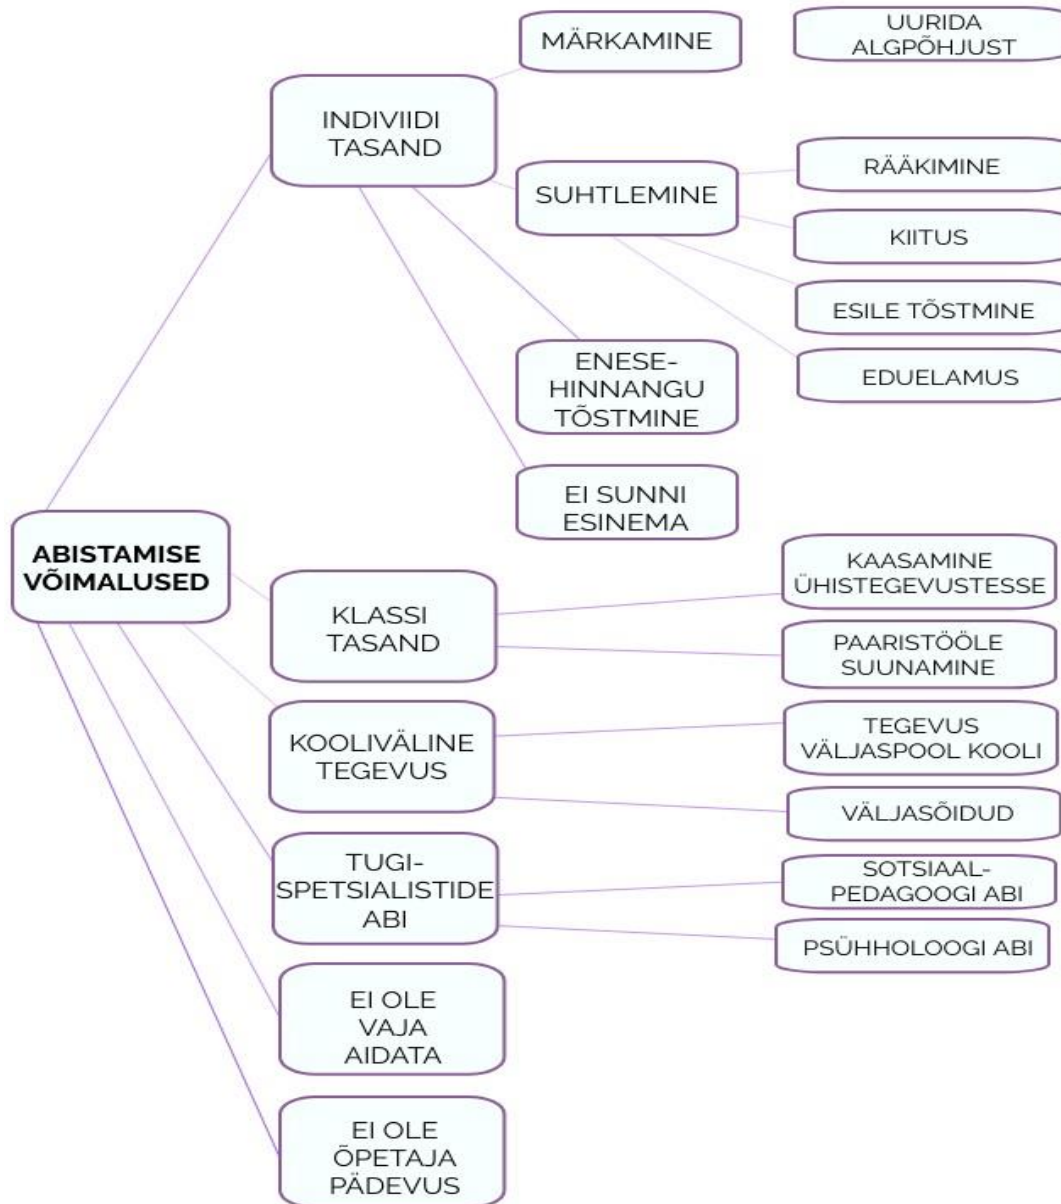 MÄRKAMINE
UURIDA
ALGPÕHJUST
INDIVIIDI
TASAND
SUHTLEMINE
RÄÄKIMINE
KIITUS
ESILE TÕSTMINE
EDUELAMUS
ENESE-
HINNANGU
TÕSTMINE
EI SUNNI
ESINEMA
ABISTAMISE
VÕIMALUSED
KLASSI
TASAND
KAASAMINE
ÜHISTEGEVUSTESSE
PAARISTÖÖLE
SUUNAMINE
KOOLIVÄLINE
TEGEVUS
TEGEVUS
VÄLJASPOOL KOOLI
VÄLJASÕIDUD
TUGI-
SPETSIALISTIDE
ABI
SOTSIAAL-
PEDAGOOGI ABI
PSÜHHOLOOGI ABI
EI OLE
VAJA
AIDATA
EI OLE
ÕPETAJA
PÄDEVUS